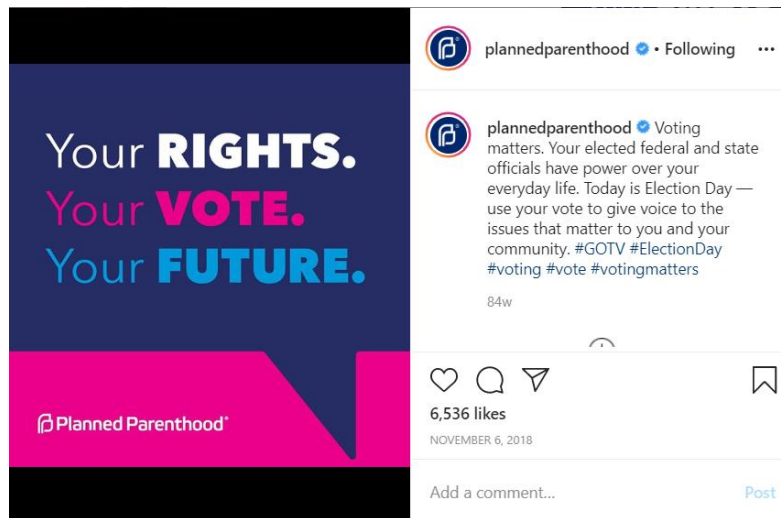 Your RIGHTS.
Your VOTE.
Your FUTURE.
Planned Parenthood®
plannedparenthood • Following
plannedparenthood Voting
matters. Your elected federal and state
officials have power over your
everyday life. Today is Election Day —
use your vote to give voice to the
issues that matter to you and your
community. #GOTV #ElectionDay
#voting #vote #votingmatters
84w
6,536 likes
NOVEMBER 6, 2018
Add a comment...
Post